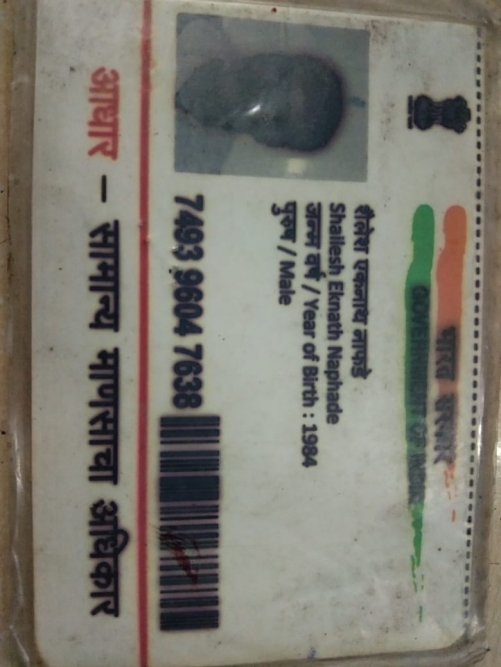 भारत सरकार
GOVERNMENT OF INDIA
शैलेश एकनाथ नाफडे
Shailesh Eknath Naphade
जन्म वर्ष / Year of Birth : 1984
पुरुष / Male
7493 9604 7638
आधार – सामान्य माणसाचा अधिकार